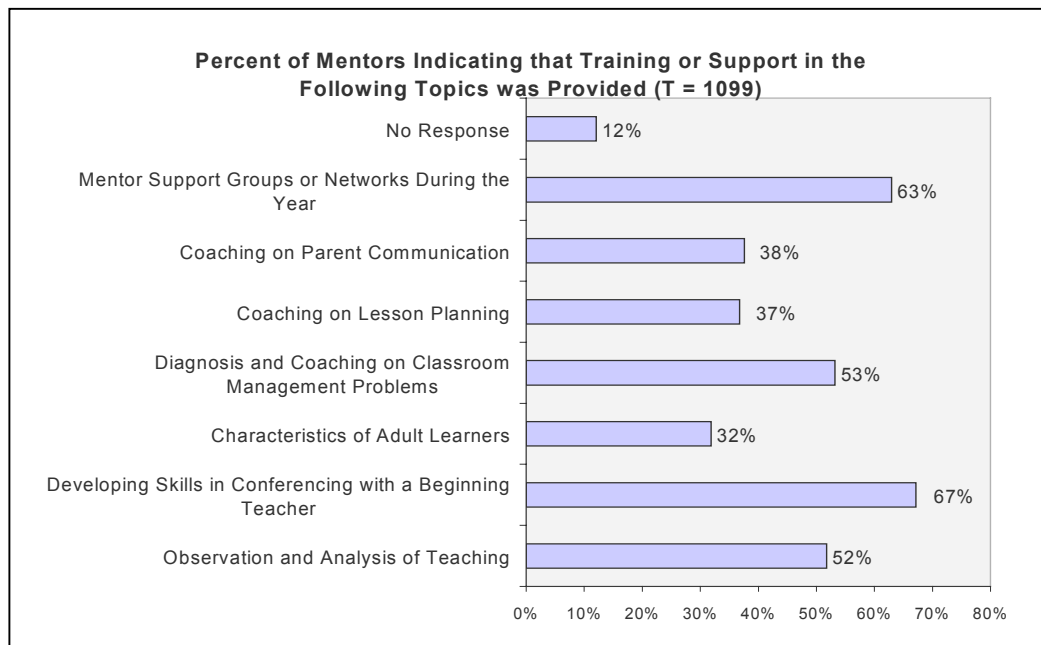 Percent of Mentors Indicating that Training or Support in the
Following Topics was Provided (T = 1099)
No Response
12%
Mentor Support Groups or Networks During the
Year
63%
Coaching on Parent Communication
38%
Coaching on Lesson Planning
37%
Diagnosis and Coaching on Classroom
Management Problems
53%
Characteristics of Adult Learners
32%
Developing Skills in Conferencing with a Beginning
Teacher
67%
Observation and Analysis of Teaching
52%
0% 10% 20% 30% 40% 50% 60% 70% 80%